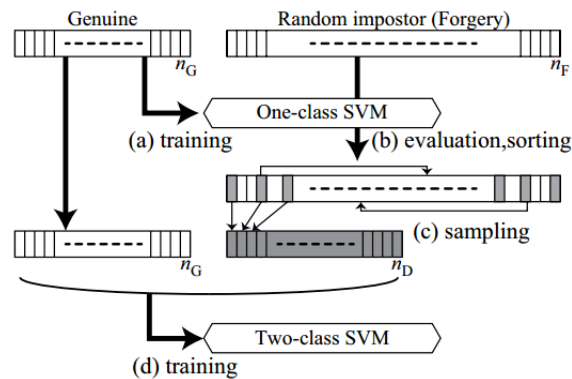 Genuine
Random impostor (Forgery)
nG
nF
One-class SVM
(a) training
(b) evaluation,sorting
(c) sampling
nG
nD
Two-class SVM
(d) training